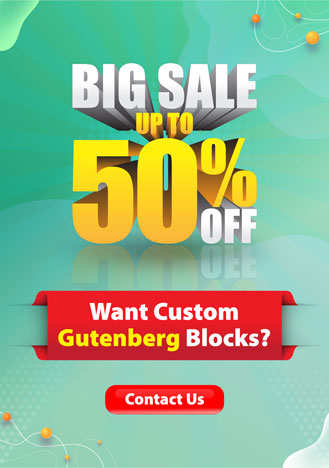 BIG SALE
UP TO
50%
OFF
Want Custom
Gutenberg Blocks?
Contact Us